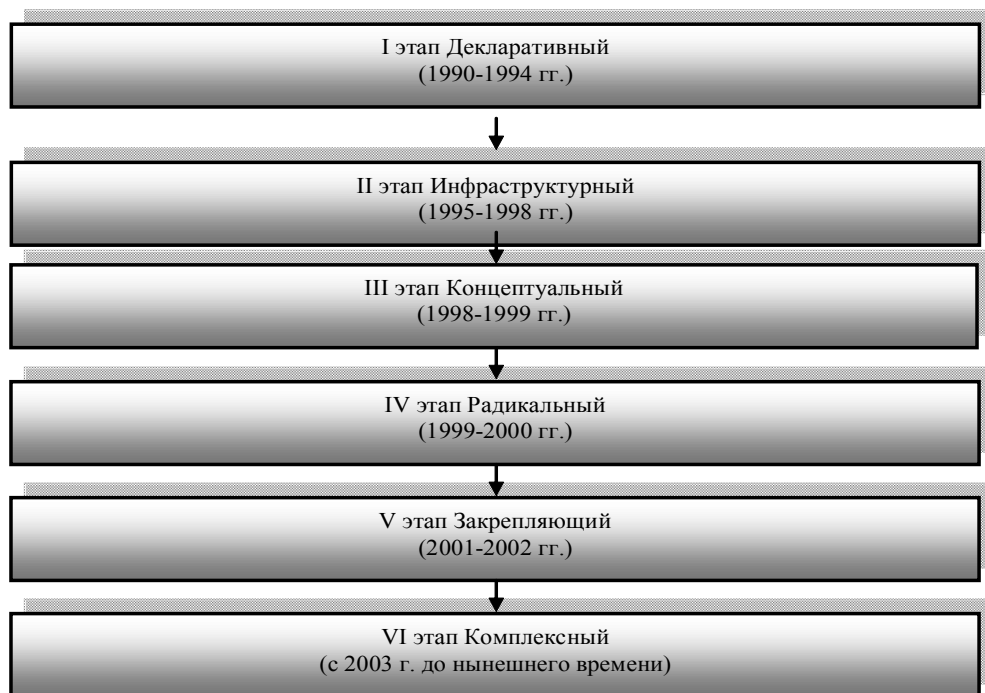 I этап Декларативный
(1990-1994 гг.)
II этап Инфраструктурный
(1995-1998 гг.)
III этап Концептуальный
(1998-1999 гг.)
IV этап Радикальный
(1999-2000 гг.)
V этап Закрепляющий
(2001-2002 гг.)
VI этап Комплексный
(с 2003 г. до нынешнего времени)